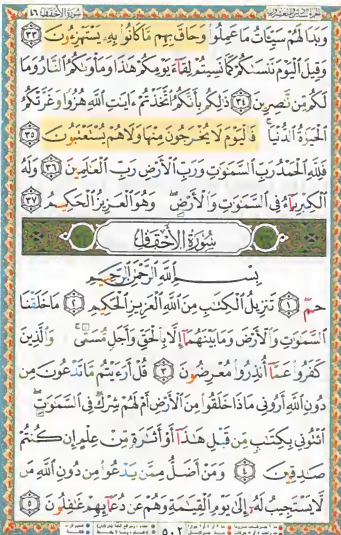 الجزء السادس والعشرون سورة الأحقاف ٤٦
وَبَدَا لَهُمْ سَيِّـَٔاتُ مَا عَمِلُوا۟ وَحَاقَ بِهِم مَّا كَانُوا۟ بِهِۦ يَسْتَهْزِءُونَ ٣٣
وَقِيلَ ٱلْيَوْمَ نَنسَىٰكُمْ كَمَا نَسِيتُمْ لِقَآءَ يَوْمِكُمْ هَـٰذَا وَمَأْوَىٰكُمُ ٱلنَّارُ وَمَا
لَكُم مِّن نَّـٰصِرِينَ ٣٤ ذَٰلِكُم بِأَنَّكُمُ ٱتَّخَذْتُمْ ءَايَـٰتِ ٱللَّهِ هُزُوًا وَغَرَّتْكُمُ
ٱلْحَيَوٰةُ ٱلدُّنْيَا ۚ فَٱلْيَوْمَ لَا يُخْرَجُونَ مِنْهَا وَلَا هُمْ يُسْتَعْتَبُونَ ٣٥
فَلِلَّهِ ٱلْحَمْدُ رَبِّ ٱلسَّمَـٰوَٰتِ وَرَبِّ ٱلْأَرْضِ رَبِّ ٱلْعَـٰلَمِينَ ٣٦ وَلَهُ
ٱلْكِبْرِيَآءُ فِى ٱلسَّمَـٰوَٰتِ وَٱلْأَرْضِ ۖ وَهُوَ ٱلْعَزِيزُ ٱلْحَكِيمُ ٣٧
سُورَةُ الْأَحْقَافِ
بِسْمِ ٱللَّهِ ٱلرَّحْمَـٰنِ ٱلرَّحِيمِ
حمٓ ١ تَنزِيلُ ٱلْكِتَـٰبِ مِنَ ٱللَّهِ ٱلْعَزِيزِ ٱلْحَكِيمِ ٢ مَا خَلَقْنَا
ٱلسَّمَـٰوَٰتِ وَٱلْأَرْضَ وَمَا بَيْنَهُمَآ إِلَّا بِٱلْحَقِّ وَأَجَلٍ مُّسَمًّى ۚ وَٱلَّذِينَ
كَفَرُوا۟ عَمَّآ أُنذِرُوا۟ مُعْرِضُونَ ٣ قُلْ أَرَءَيْتُم مَّا تَدْعُونَ مِن
دُونِ ٱللَّهِ أَرُونِى مَاذَا خَلَقُوا۟ مِنَ ٱلْأَرْضِ أَمْ لَهُمْ شِرْكٌ فِى ٱلسَّمَـٰوَٰتِ ۖ
ٱئْتُونِى بِكِتَـٰبٍ مِّن قَبْلِ هَـٰذَآ أَوْ أَثَـٰرَةٍ مِّنْ عِلْمٍ إِن كُنتُمْ
صَـٰدِقِينَ ٤ وَمَنْ أَضَلُّ مِمَّن يَدْعُوا۟ مِن دُونِ ٱللَّهِ مَن
لَّا يَسْتَجِيبُ لَهُۥٓ إِلَىٰ يَوْمِ ٱلْقِيَـٰمَةِ وَهُمْ عَن دُعَآئِهِمْ غَـٰفِلُونَ ٥
٥٠٢